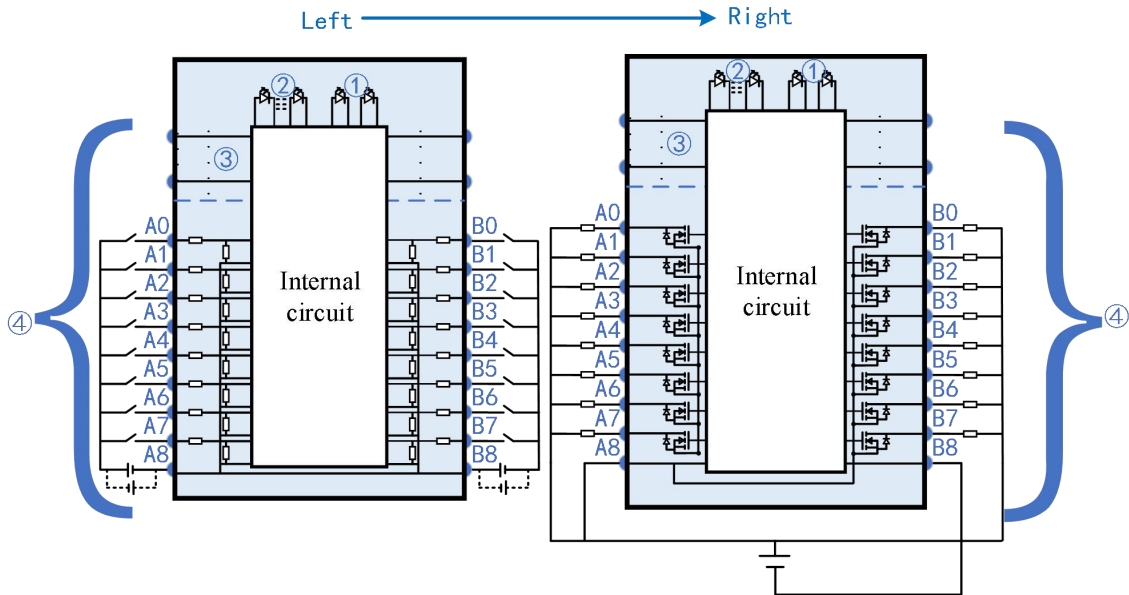 Left Right
② ①
③
A0 B0
A1 B1
A2 B2
A3 B3
A4 B4
A5 B5
A6 B6
A7 B7
A8 B8
Internal
circuit
④
② ①
③
A0 B0
A1 B1
A2 B2
A3 B3
A4 B4
A5 B5
A6 B6
A7 B7
A8 B8
Internal
circuit
④